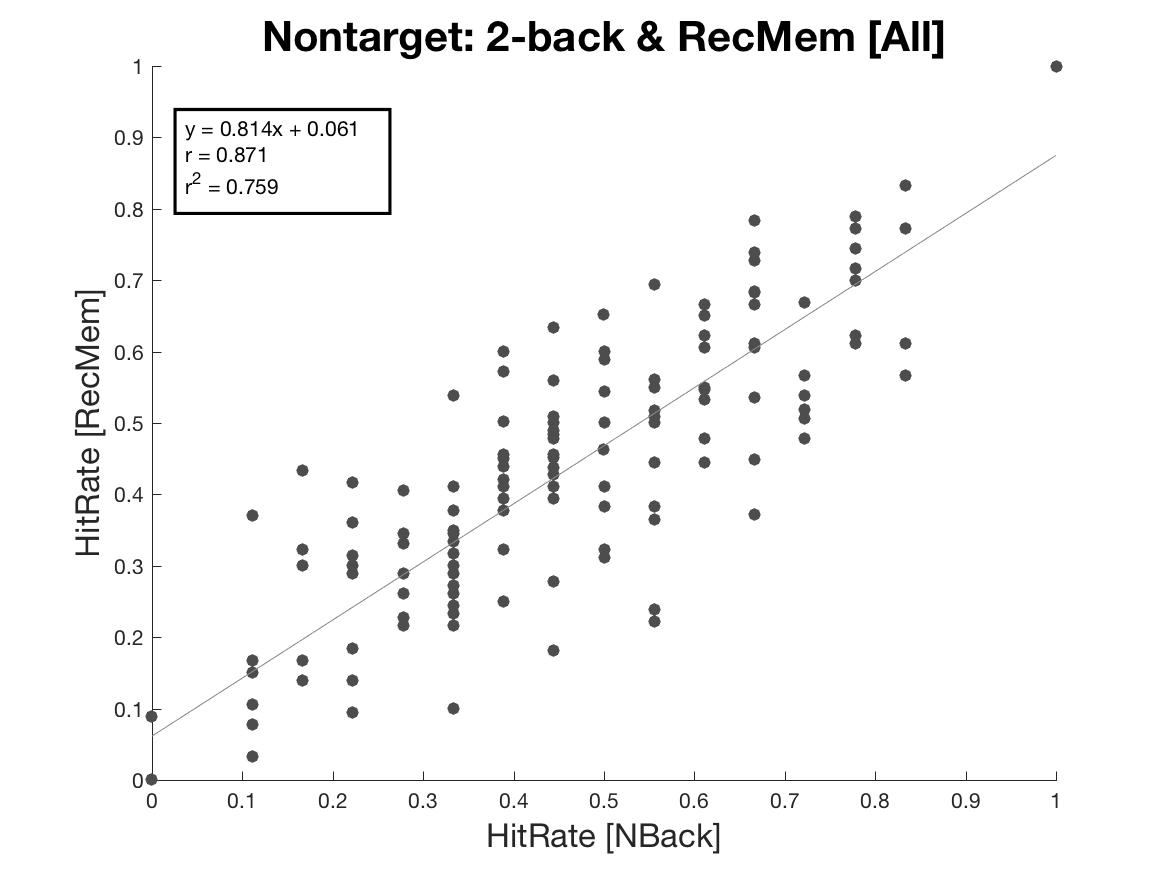 Nontarget: 2-back & RecMem [All]
y = 0.814x + 0.061
r = 0.871
r² = 0.759
HitRate [RecMem]
1
0.9
0.8
0.7
0.6
0.5
0.4
0.3
0.2
0.1
0
0 0.1 0.2 0.3 0.4 0.5 0.6 0.7 0.8 0.9 1
HitRate [NBack]